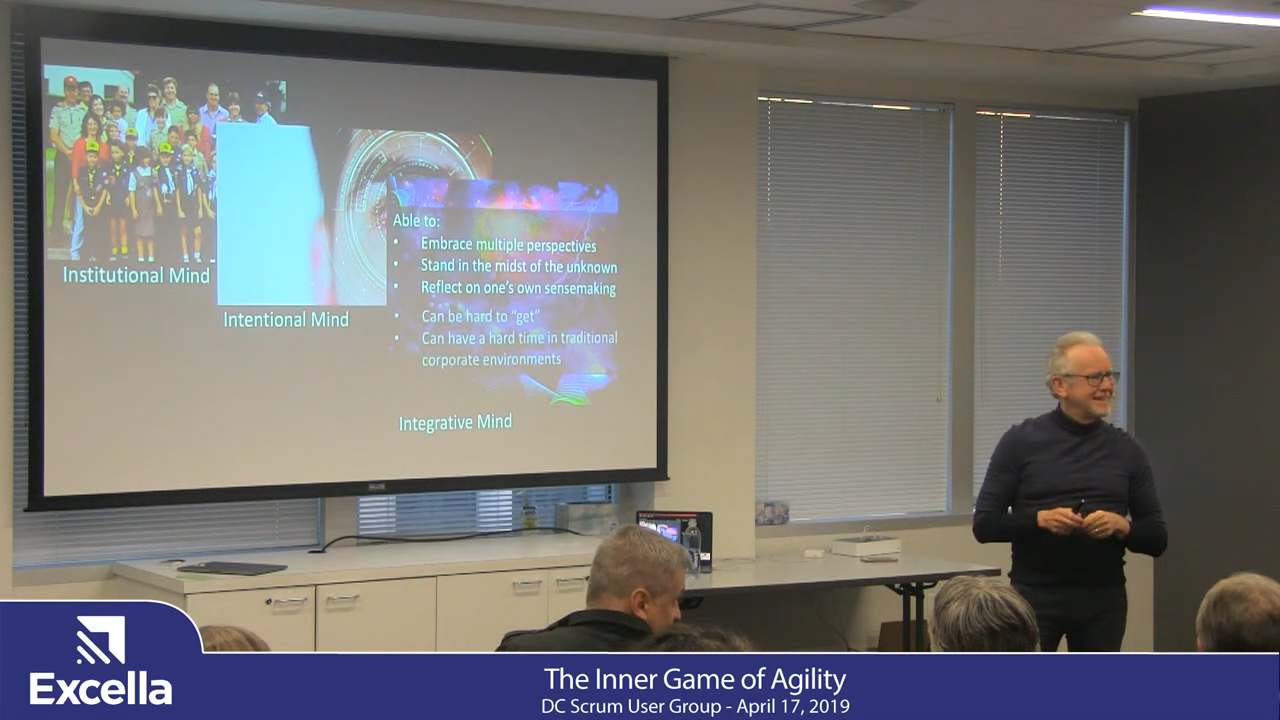 Institutional Mind
Intentional Mind
Able to:
• Embrace multiple perspectives
• Stand in the midst of the unknown
• Reflect on one's own sensemaking
• Can be hard to “get”
• Can have a hard time in traditional
corporate environments
Integrative Mind
Excella
The Inner Game of Agility
DC Scrum User Group - April 17, 2019